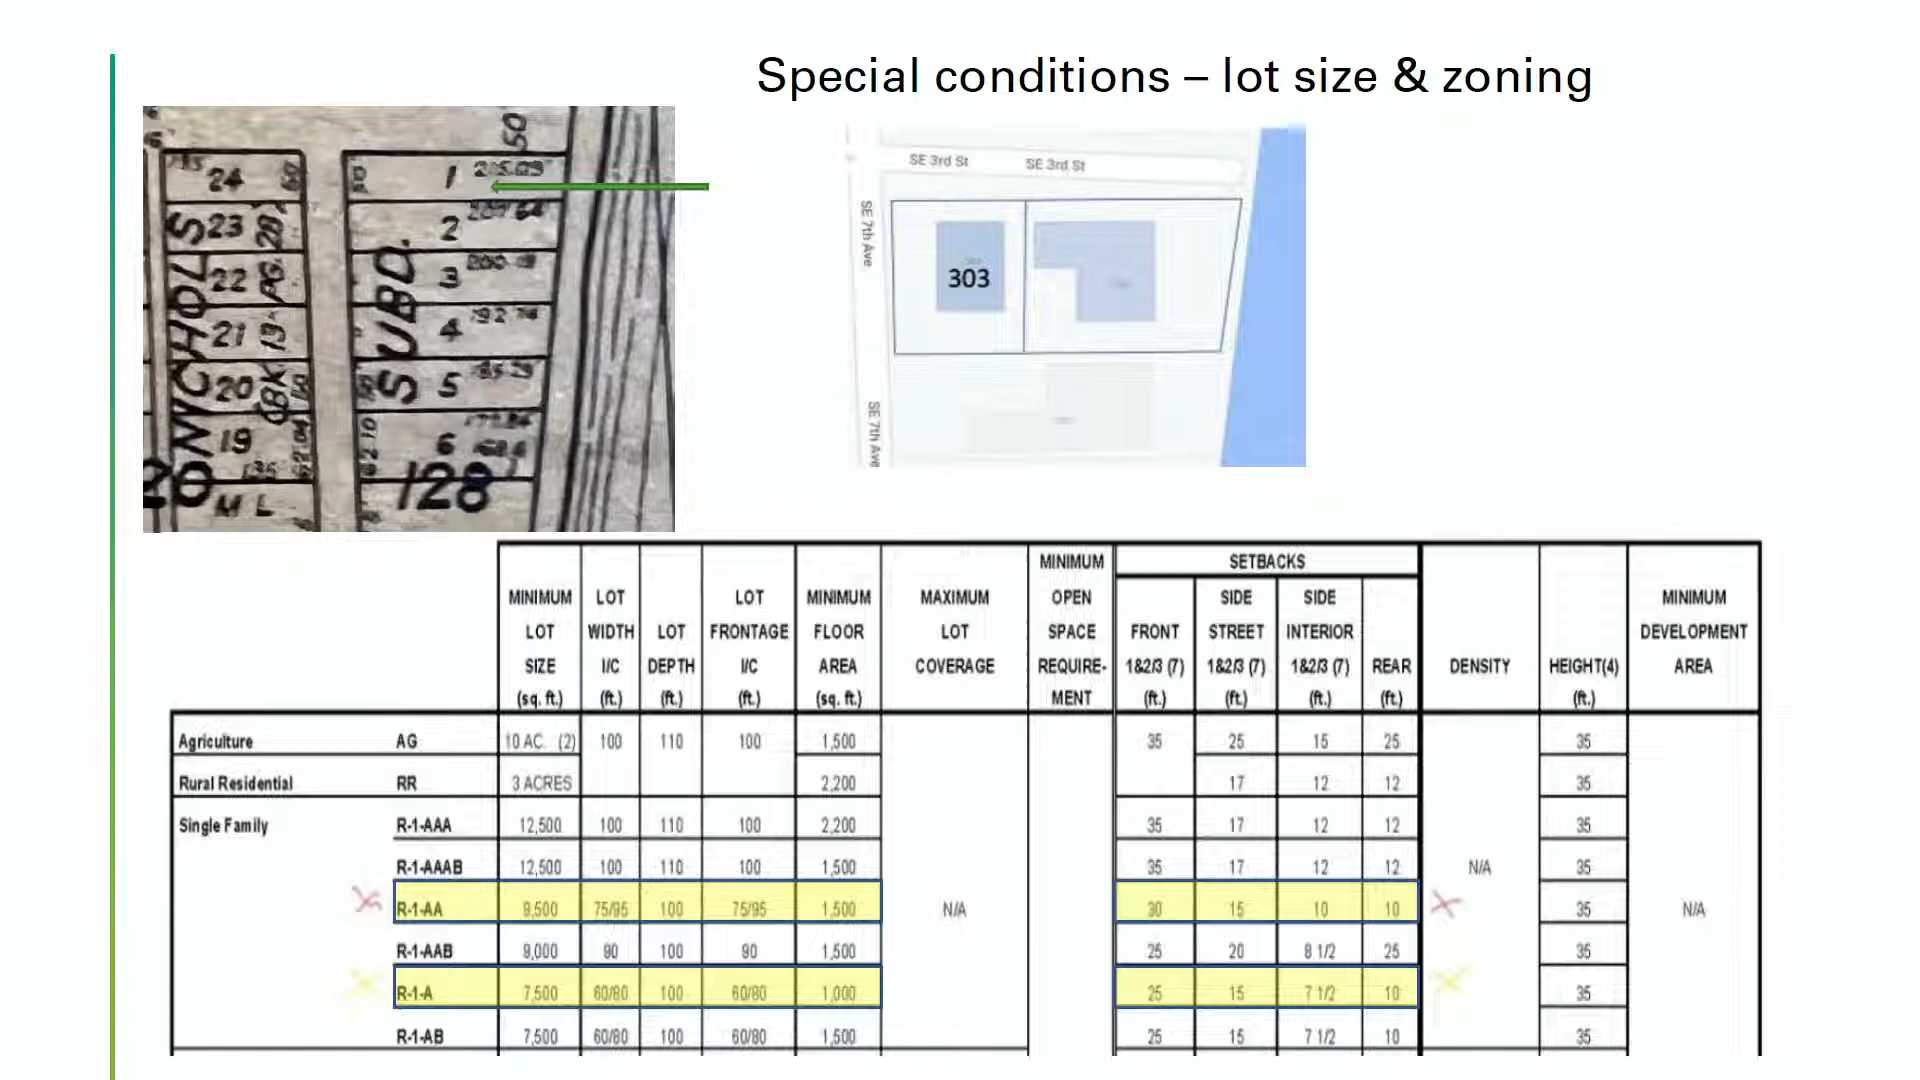 Special conditions – lot size & zoning
50
24
1
23
2
22
3
21
4
20
5
19
6
128
M L
NICHOLS
SUBD.
SE 3rd St SE 3rd St
SE 7th Ave
303
SE 7th Ave
MINIMUM LOT SIZE (sq. ft.)
LOT WIDTH I/C (ft.)
LOT DEPTH (ft.)
LOT FRONTAGE I/C (ft.)
MINIMUM FLOOR AREA (sq. ft.)
MAXIMUM LOT COVERAGE
MINIMUM OPEN SPACE REQUIRE-MENT
SETBACKS
FRONT 1&2/3 (7) (ft.)
SIDE STREET 1&2/3 (7) (ft.)
SIDE INTERIOR 1&2/3 (7) (ft.)
REAR (ft.)
DENSITY
HEIGHT(4) (ft.)
MINIMUM DEVELOPMENT AREA
Agriculture AG 10 AC. (2) 100 110 100 1,500 35 25 15 25 35
Rural Residential RR 3 ACRES 2,200 17 12 12 35
Single Family R-1-AAA 12,500 100 110 100 2,200 35 17 12 12 35
R-1-AAAB 12,500 100 110 100 1,500 35 17 12 12 N/A 35
R-1-AA 9,500 75/95 100 75/95 1,500 N/A 30 15 10 10 35 N/A
R-1-AAB 9,000 90 100 90 1,500 25 20 8 1/2 25 35
R-1-A 7,500 60/80 100 60/80 1,000 25 15 7 1/2 10 35
R-1-AB 7,500 60/80 100 60/80 1,500 25 15 7 1/2 10 35